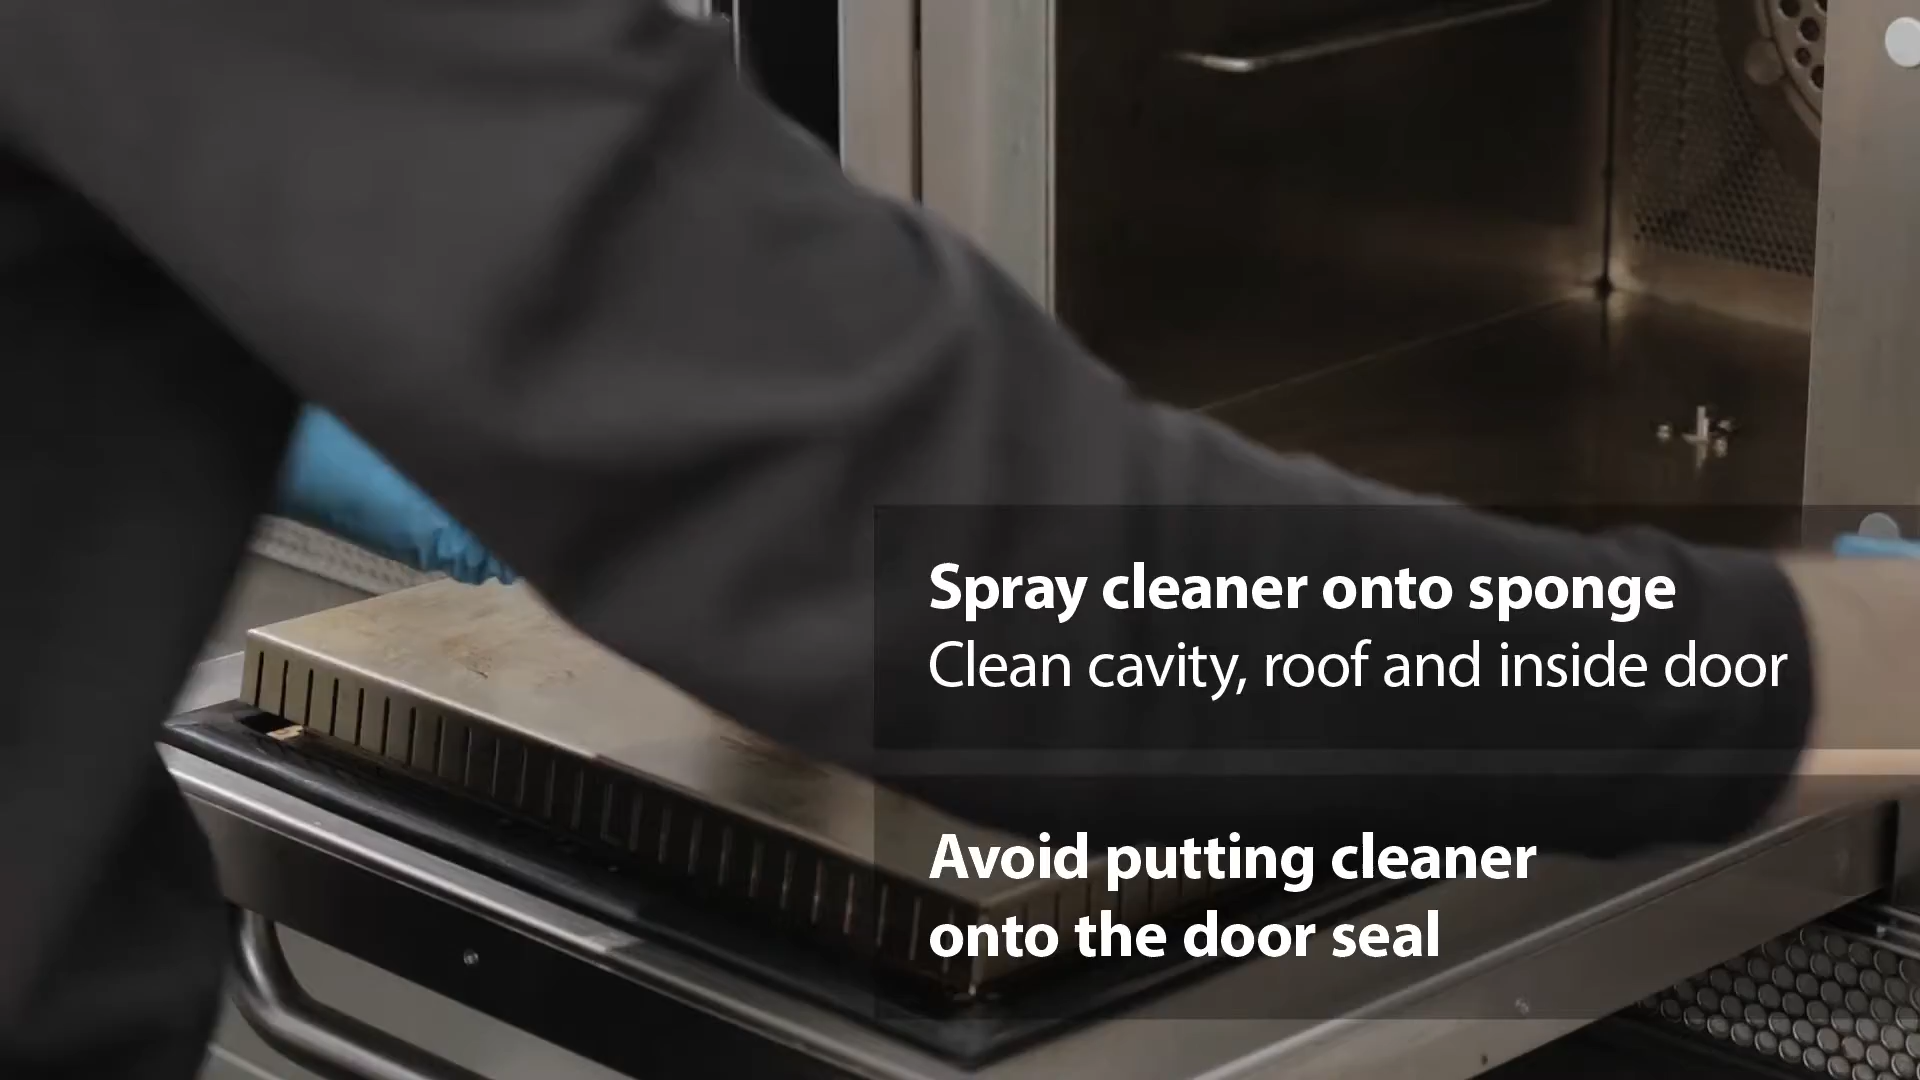 Spray cleaner onto sponge
Clean cavity, roof and inside door
Avoid putting cleaner
onto the door seal